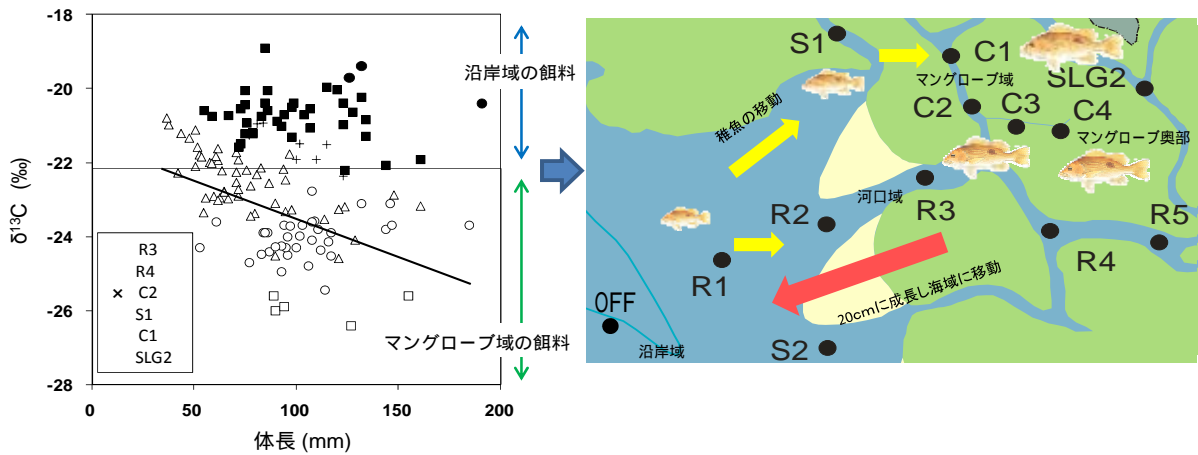 -18
-20
-22
-24
-26
-28
0
50
100
150
200
δ13C (‰)
体長 (mm)
R3
R4
× C2
S1
C1
SLG2
沿岸域の餌料
マングローブ域の餌料
S1
C1
マングローブ域
SLG2
C2
C3
C4
マングローブ奥部
稚魚の移動
河口域
R2
R3
R5
R4
R1
20cmに成長し海域に移動
OFF
沿岸域
S2